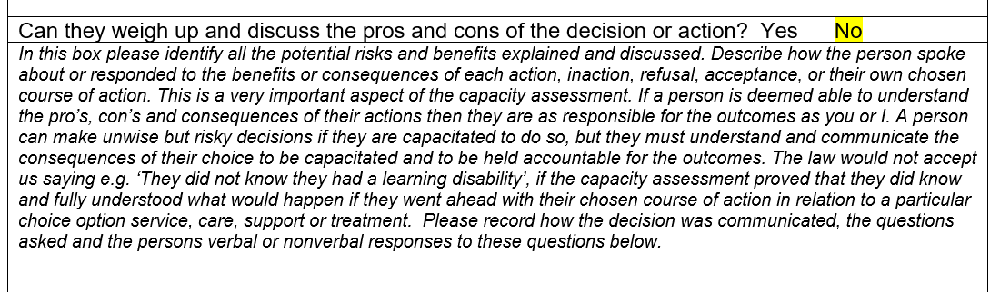 Can they weigh up and discuss the pros and cons of the decision or action?  Yes    No
In this box please identify all the potential risks and benefits explained and discussed. Describe how the person spoke
about or responded to the benefits or consequences of each action, inaction, refusal, acceptance, or their own chosen
course of action. This is a very important aspect of the capacity assessment. If a person is deemed able to understand
the pro's, con's and consequences of their actions then they are as responsible for the outcomes as you or I. A person
can make unwise but risky decisions if they are capacitated to do so, but they must understand and communicate the
consequences of their choice to be capacitated and to be held accountable for the outcomes. The law would not accept
us saying e.g. 'They did not know they had a learning disability', if the capacity assessment proved that they did know
and fully understood what would happen if they went ahead with their chosen course of action in relation to a particular
choice option service, care, support or treatment.  Please record how the decision was communicated, the questions
asked and the persons verbal or nonverbal responses to these questions below.